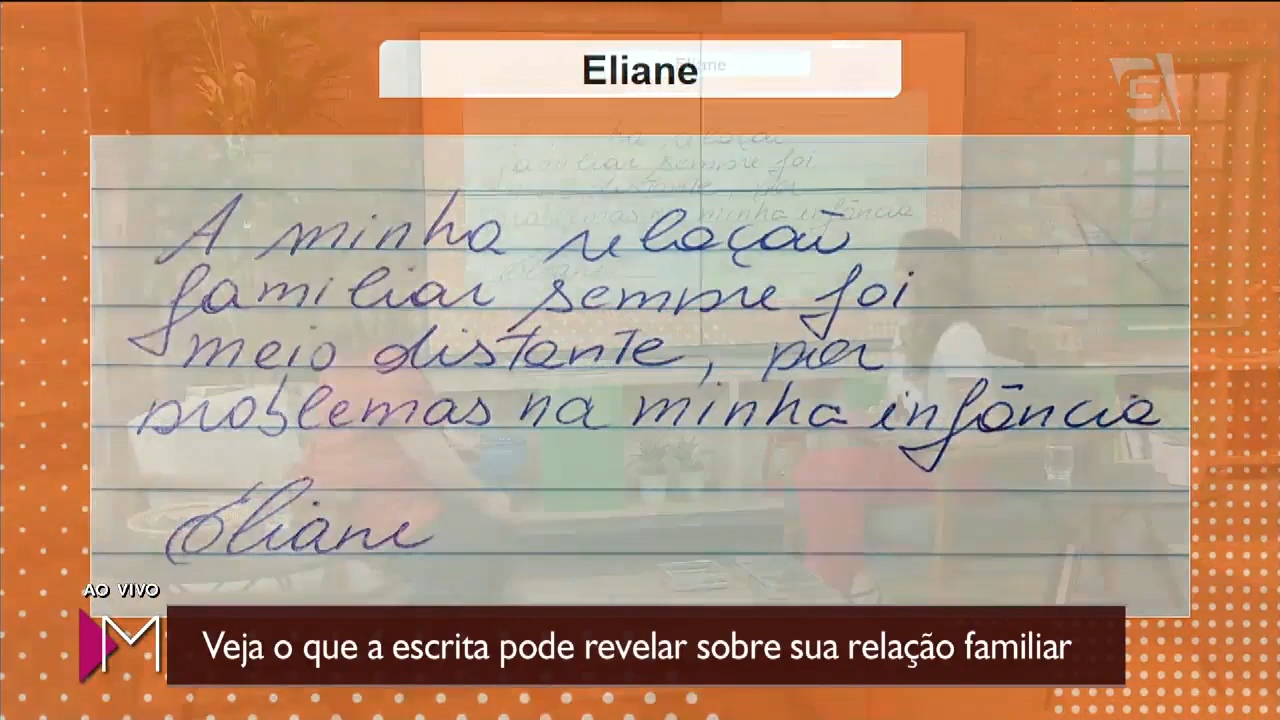 Eliane
A minha relação
familiar sempre foi
meio distante, por
problemas na minha infância
Eliane
AO VIVO
M
Veja o que a escrita pode revelar sobre sua relação familiar